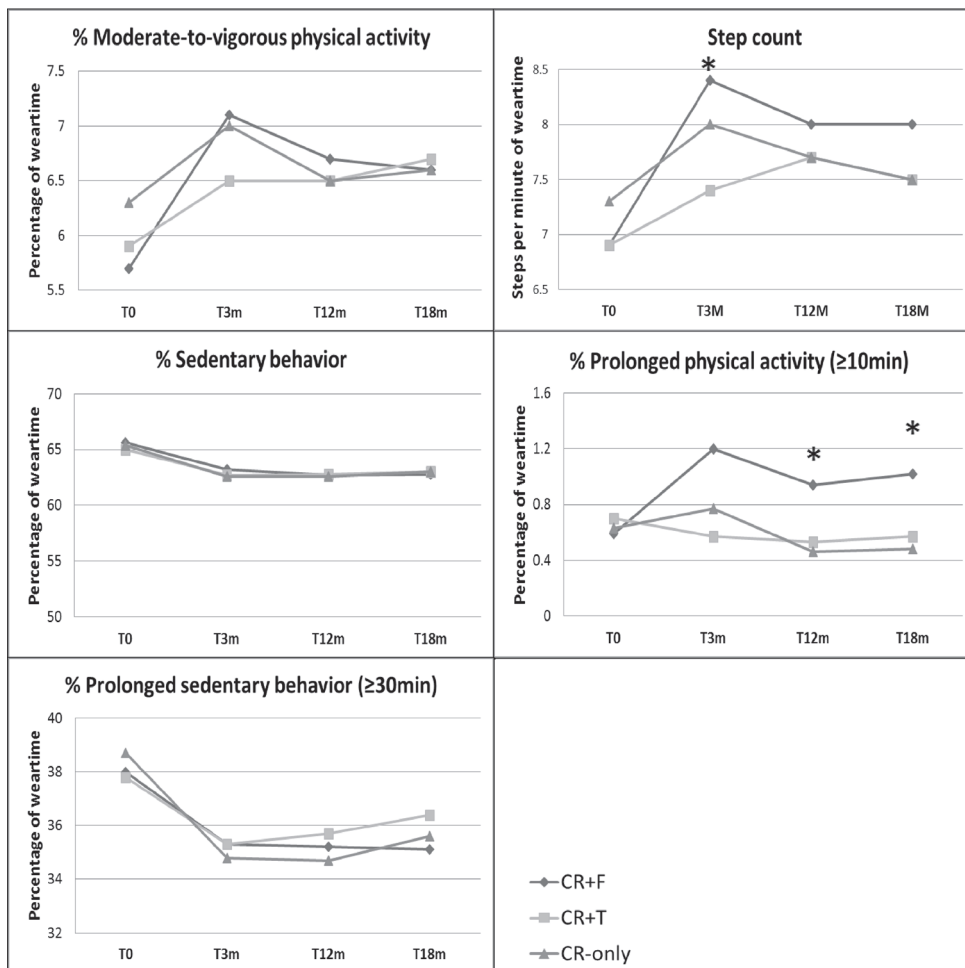 % Moderate-to-vigorous physical activity
Percentage of weartime
7.5
7
6.5
6
5.5
T0 T3m T12m T18m
Step count
Steps per minute of weartime
8.5
8
7.5
7
6.5
*
T0 T3M T12M T18M
% Sedentary behavior
Percentage of weartime
70
65
60
55
50
T0 T3m T12m T18m
% Prolonged physical activity (≥10min)
Percentage of weartime
1.6
1.2
0.8
0.4
0
* *
T0 T3m T12m T18m
% Prolonged sedentary behavior (≥30min)
Percentage of weartime
40
38
36
34
32
T0 T3m T12m T18m
CR+F
CR+T
CR-only